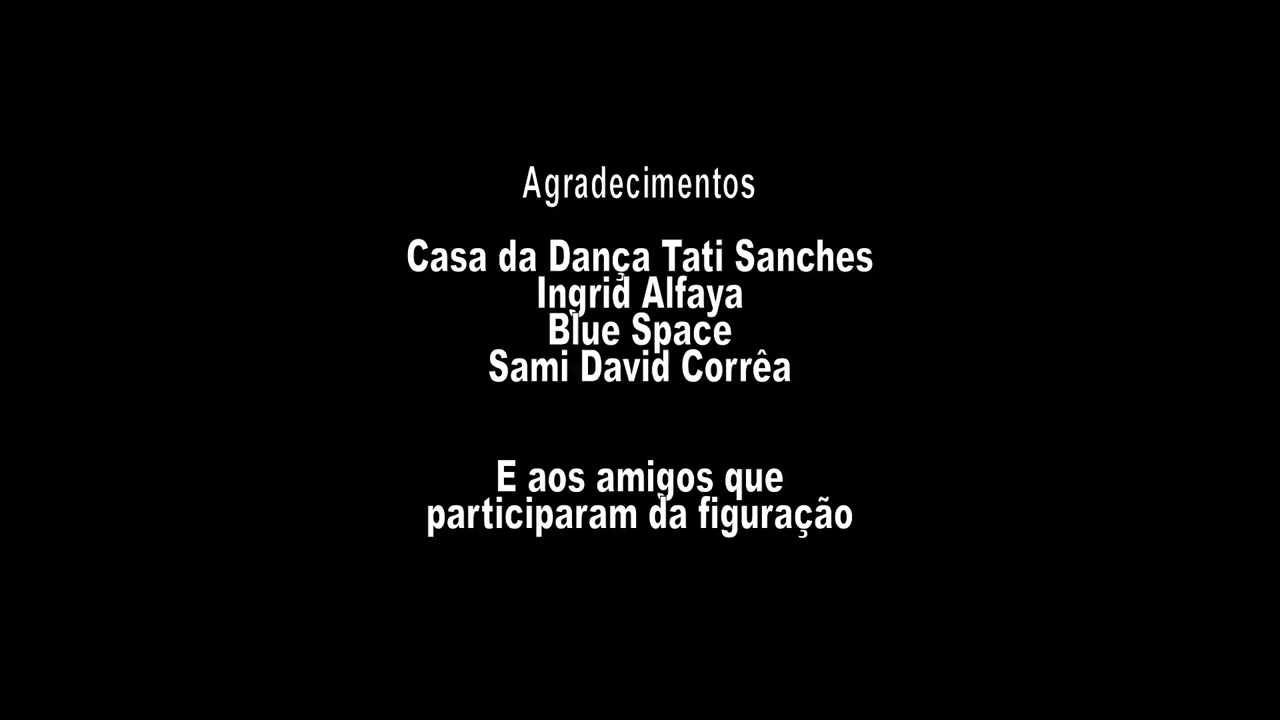 Agradecimentos
Casa da Dança Tati Sanches
Ingrid Alfaya
Blue Space
Sami David Corrêa
E aos amigos que
participaram da figuração